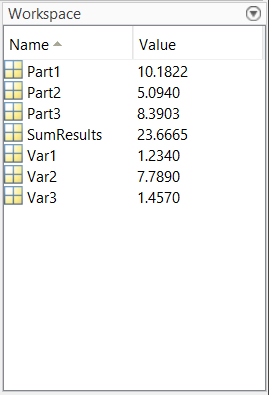 Workspace
Name Value
Part1 10.1822
Part2 5.0940
Part3 8.3903
SumResults 23.6665
Var1 1.2340
Var2 7.7890
Var3 1.4570